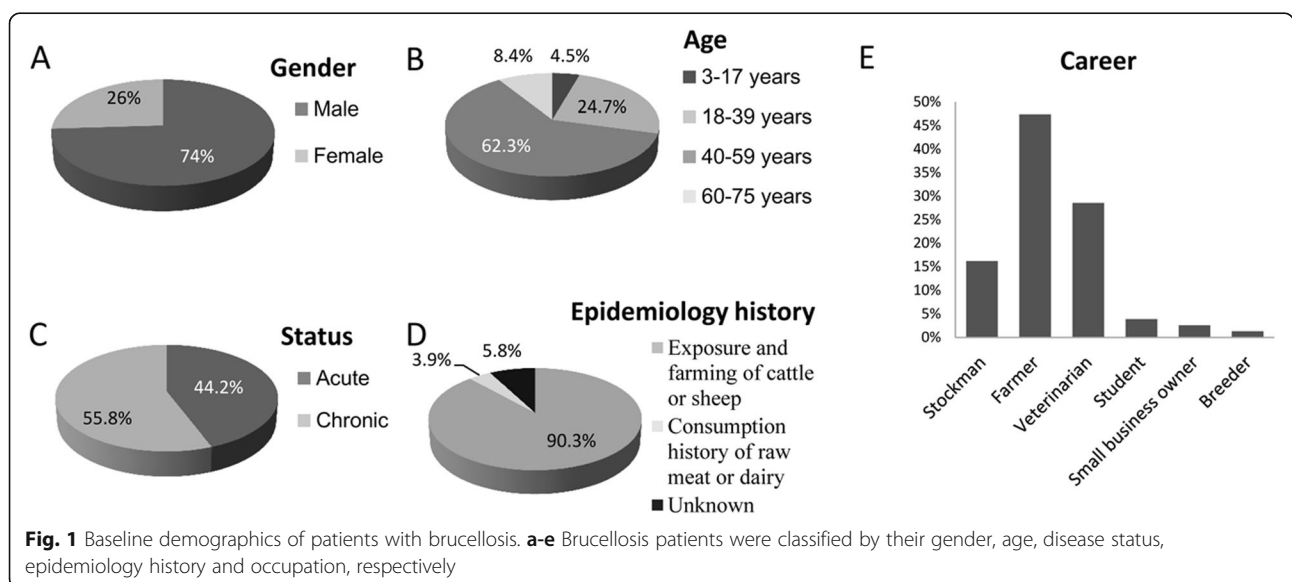 A
Gender
26%
74%
Male
Female
B
Age
8.4%
4.5%
24.7%
62.3%
3-17 years
18-39 years
40-59 years
60-75 years
C
Status
44.2%
55.8%
Acute
Chronic
D
Epidemiology history
3.9%
5.8%
90.3%
Exposure and
farming of cattle
or sheep
Consumption
history of raw
meat or dairy
Unknown
E
Career
50%
45%
40%
35%
30%
25%
20%
15%
10%
5%
0%
Stockman
Farmer
Veterinarian
Student
Small business owner
Breeder
Fig. 1 Baseline demographics of patients with brucellosis. a-e Brucellosis patients were classified by their gender, age, disease status,
epidemiology history and occupation, respectively